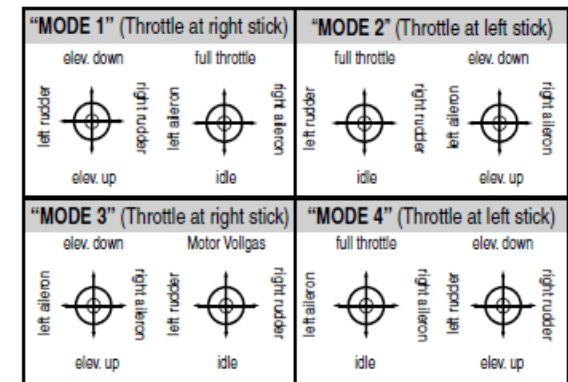 “MODE 1” (Throttle at right stick)
elev. down full throttle
left rudder right rudder left aileron right aileron
elev. up idle
“MODE 2” (Throttle at left stick)
full throttle elev. down
left rudder right rudder left aileron right aileron
idle elev. up
“MODE 3” (Throttle at right stick)
elev. down Motor Vollgas
left aileron right aileron left rudder right rudder
elev. up idle
“MODE 4” (Throttle at left stick)
full throttle elev. down
left aileron right aileron left rudder right rudder
idle elev. up